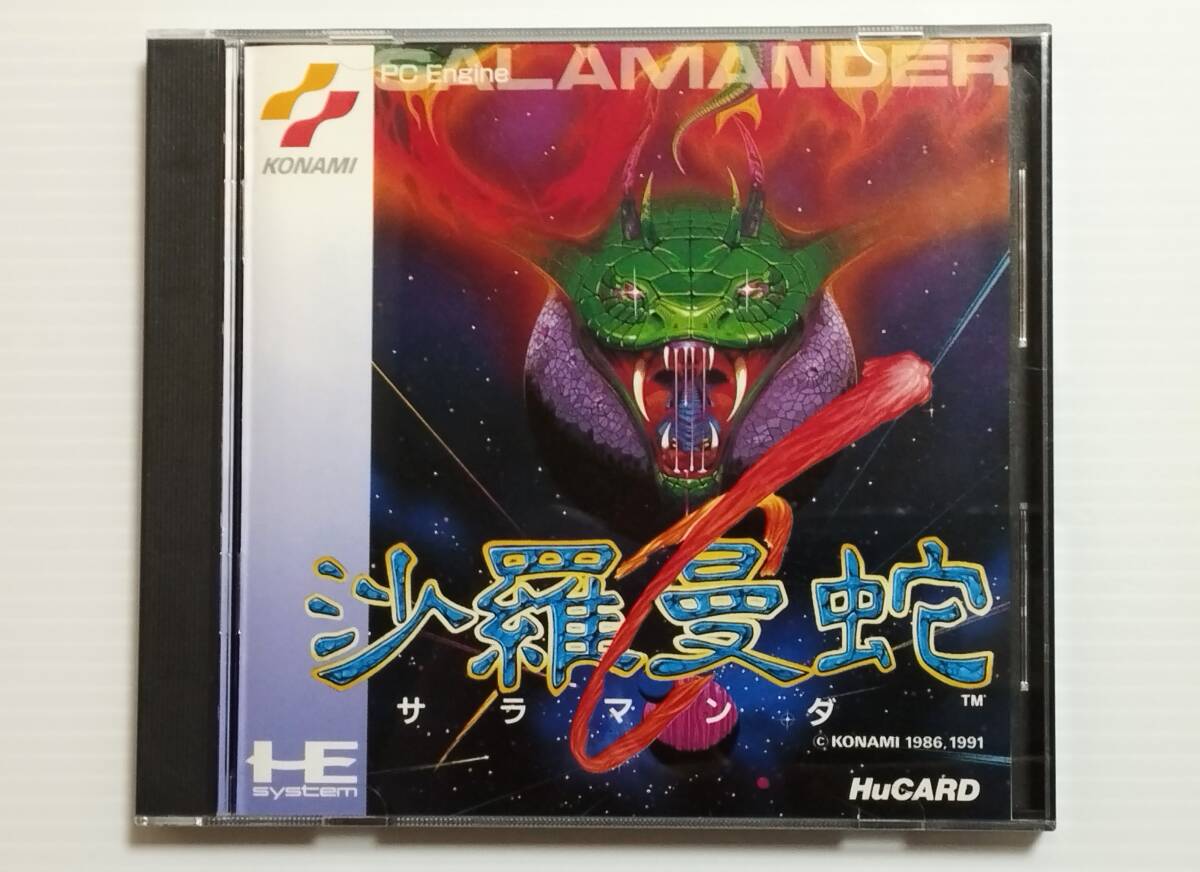 SALAMANDER
PC Engine
KONAMI
沙羅曼蛇
TM
サラマンダ
© KONAMI 1986, 1991
HE
system
HuCARD